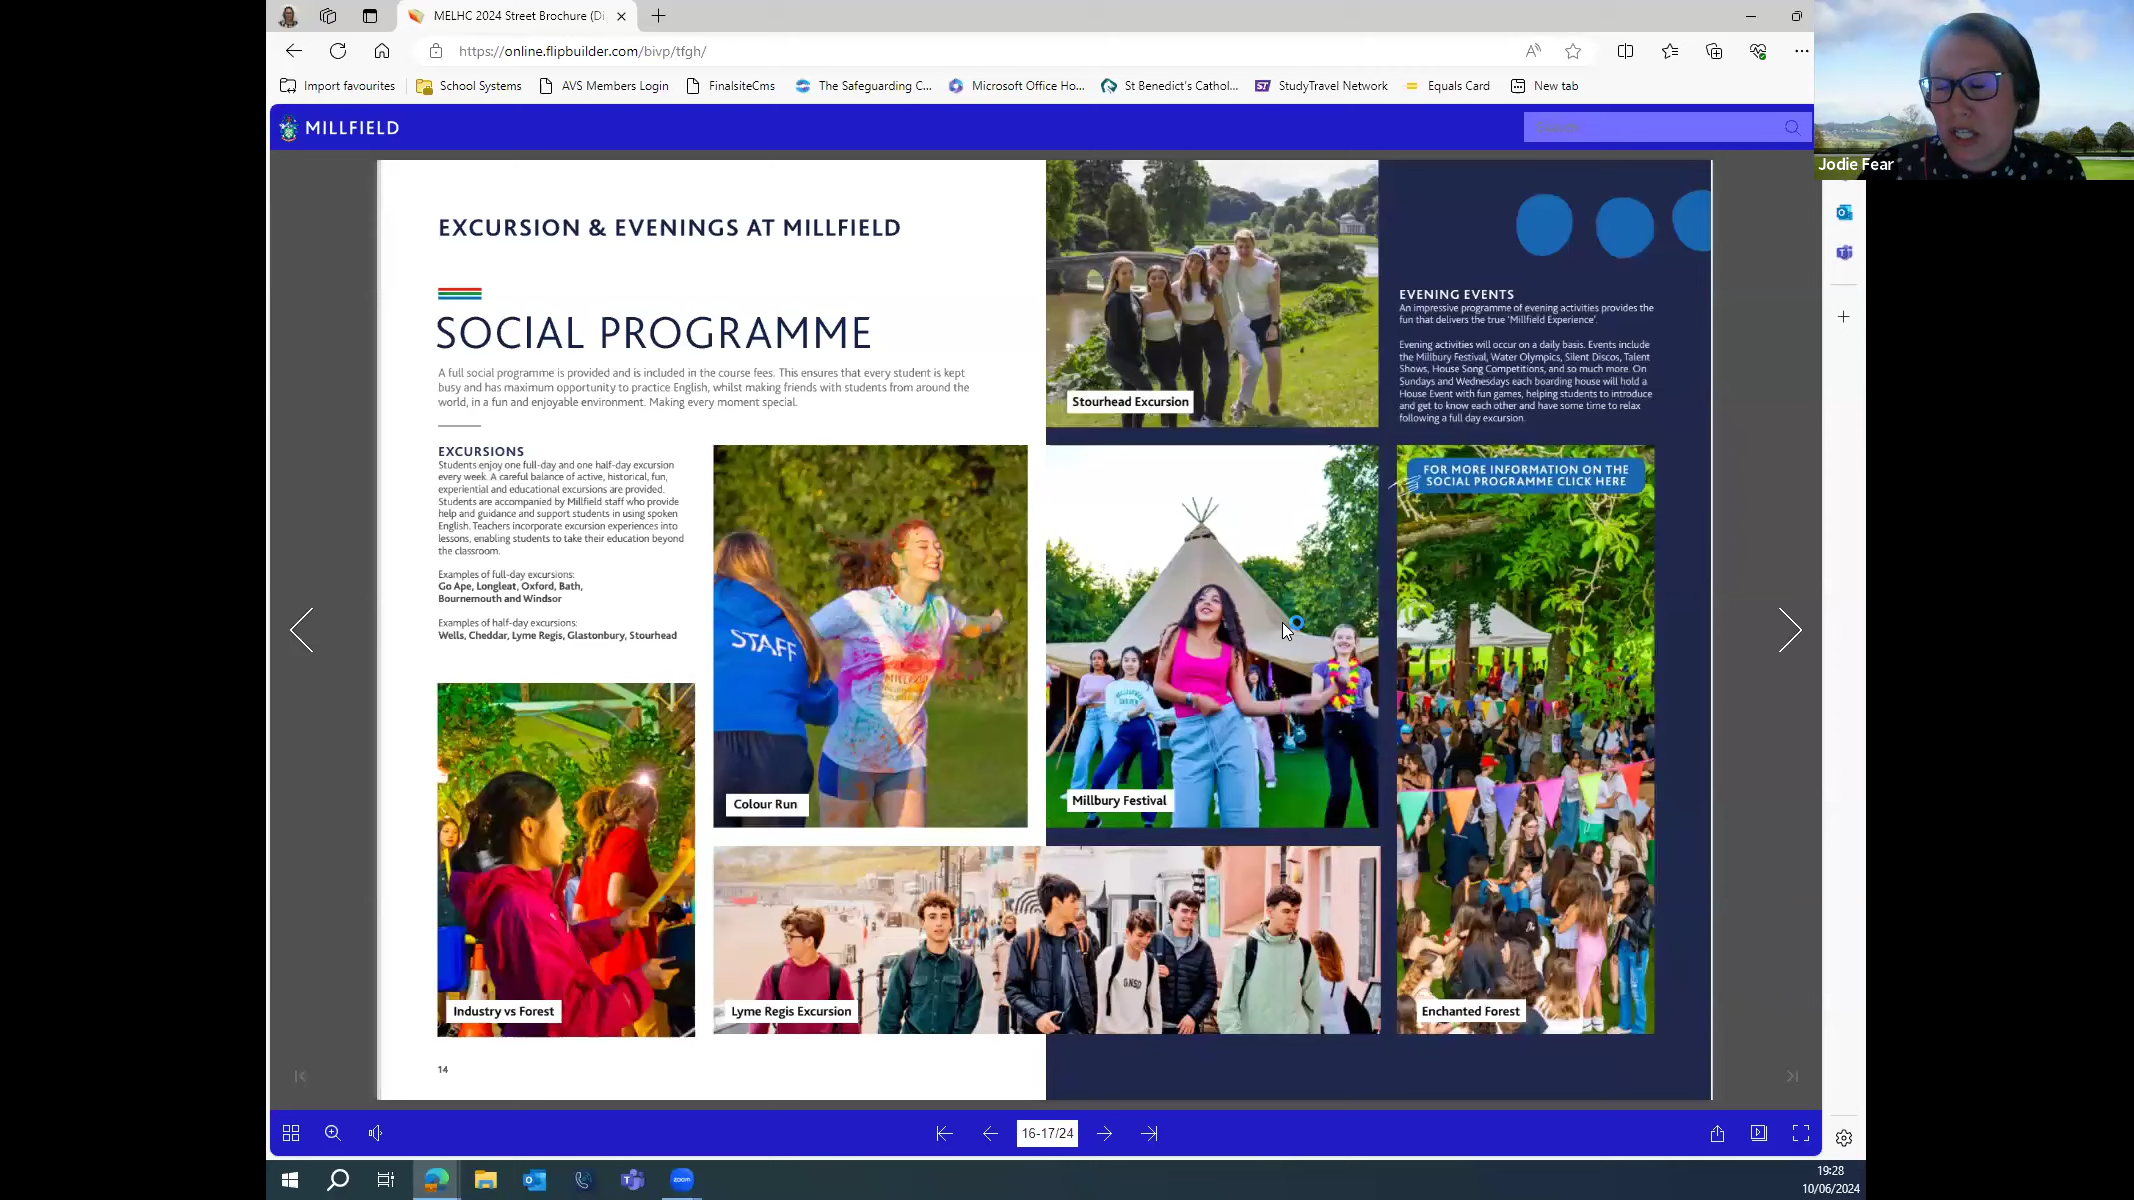 MELHC 2024 Street Brochure (Di
https://online.flipbuilder.com/bivp/tfgh/
Import favourites
School Systems
AVS Members Login
FinalsiteCms
The Safeguarding C...
Microsoft Office Ho...
St Benedict's Cathol...
StudyTravel Network
Equals Card
New tab
MILLFIELD
Search
Jodie Fear
EXCURSION & EVENINGS AT MILLFIELD
SOCIAL PROGRAMME
A full social programme is provided and is included in the course fees. This ensures that every student is kept
busy and has maximum opportunity to practice English, whilst making friends with students from around the
world, in a fun and enjoyable environment. Making every moment special.
EXCURSIONS
Students enjoy one full-day and one half-day excursion
every week. A careful balance of active, historical, fun,
experiential and educational excursions are provided.
Students are accompanied by Millfield staff who provide
help and guidance and support students in using spoken
English. Teachers incorporate excursion experiences into
lessons, enabling students to take their education beyond
the classroom.
Examples of full-day excursions:
Go Ape, Longleat, Oxford, Bath,
Bournemouth and Windsor
Examples of half-day excursions:
Wells, Cheddar, Lyme Regis, Glastonbury, Stourhead
Industry vs Forest
STAFF
Colour Run
Lyme Regis Excursion
Stourhead Excursion
Millbury Festival
EVENING EVENTS
An impressive programme of evening activities provides the
fun that delivers the true 'Millfield Experience'.
Evening activities will occur on a daily basis. Events include
the Millbury Festival, Water Olympics, Silent Discos, Talent
Shows, House Song Competitions, and so much more. On
Sundays and Wednesdays each boarding house will hold a
House Event with fun games, helping students to introduce
and get to know each other and have some time to relax
following a full day excursion.
FOR MORE INFORMATION ON THE
SOCIAL PROGRAMME CLICK HERE
Enchanted Forest
14
16-17/24
19:28
10/06/2024